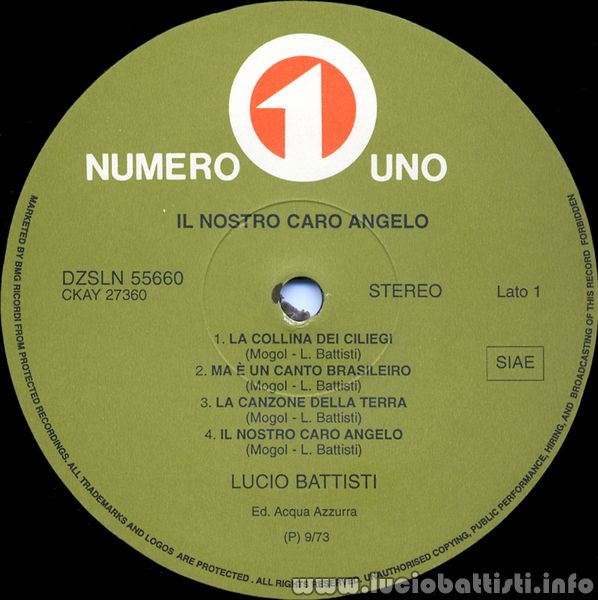 NUMERO 1 UNO
IL NOSTRO CARO ANGELO
DZSLN 55660
CKAY 27360
STEREO
Lato 1
1. LA COLLINA DEI CILIEGI
(Mogol - L. Battisti)
2. MA È UN CANTO BRASILEIRO
(Mogol - L. Battisti)
3. LA CANZONE DELLA TERRA
(Mogol - L. Battisti)
4. IL NOSTRO CARO ANGELO
(Mogol - L. Battisti)
SIAE
LUCIO BATTISTI
Ed. Acqua Azzurra
(P) 9/73
MARKETED BY BMG RICORDI FROM PROTECTED RECORDINGS. ALL TRADEMARKS AND LOGOS ARE PROTECTED. ALL RIGHTS RESERVED. UNAUTHORISED COPYING, PUBLIC PERFORMANCE, HIRING, AND BROADCASTING OF THIS RECORD FORBIDDEN
www.luciobattisti.info